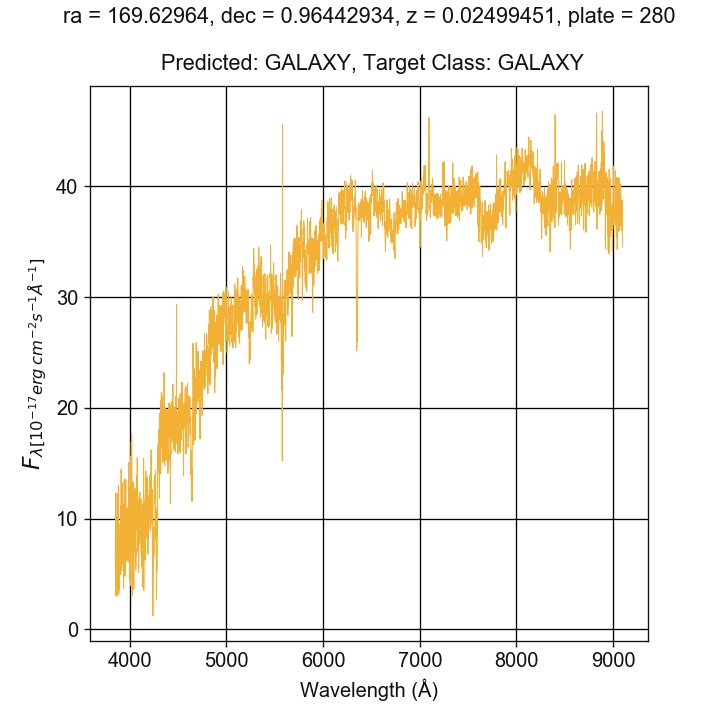 ra = 169.62964, dec = 0.96442934, z = 0.02499451, plate = 280
Predicted: GALAXY, Target Class: GALAXY
F_λ[10⁻¹⁷erg cm⁻²s⁻¹Å⁻¹]
40
30
20
10
0
4000 5000 6000 7000 8000 9000
Wavelength (Å)